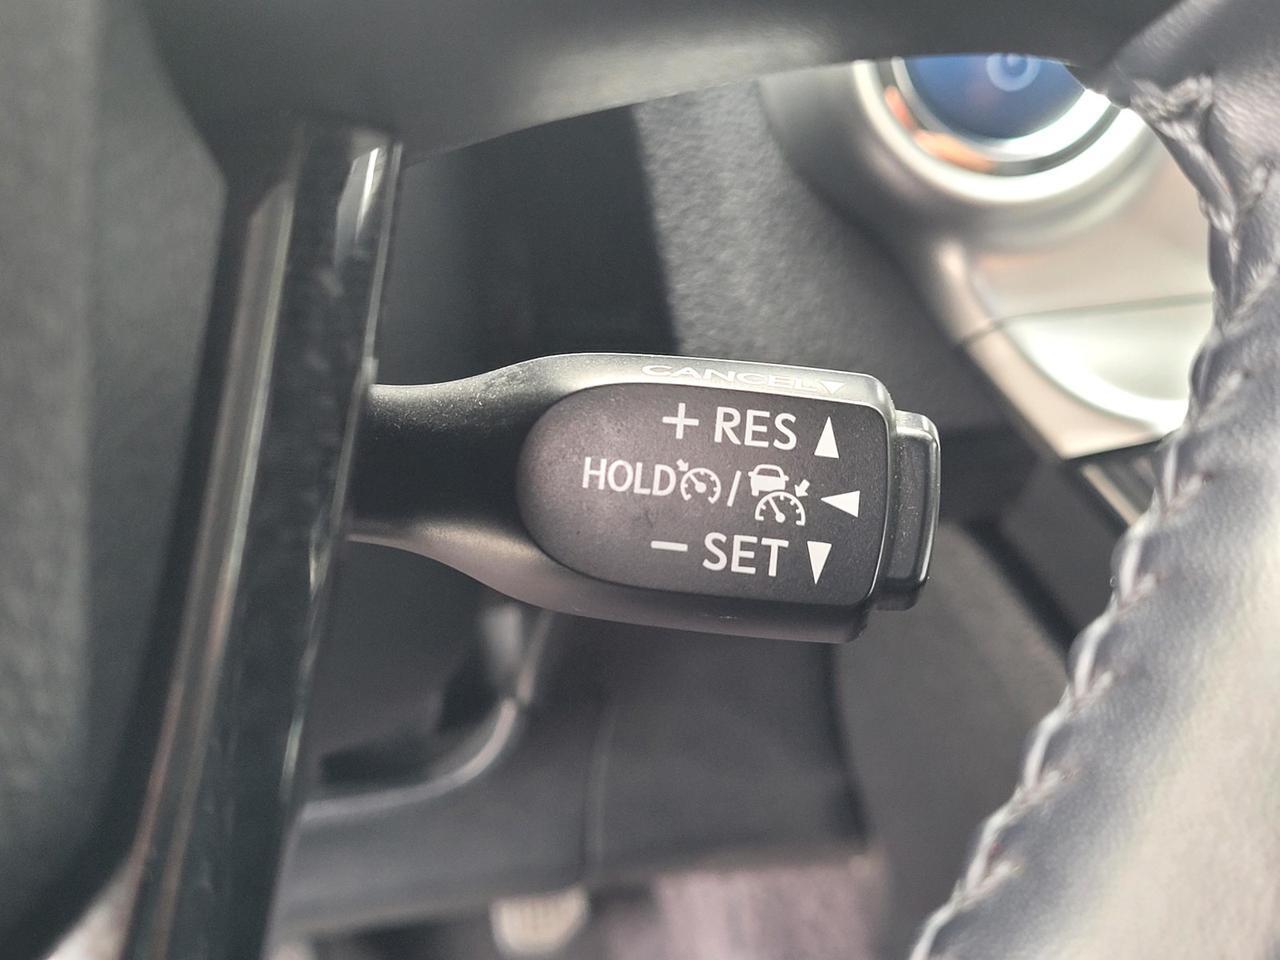 CANCEL▼
+ RES ▲
HOLD / ◀
− SET ▼